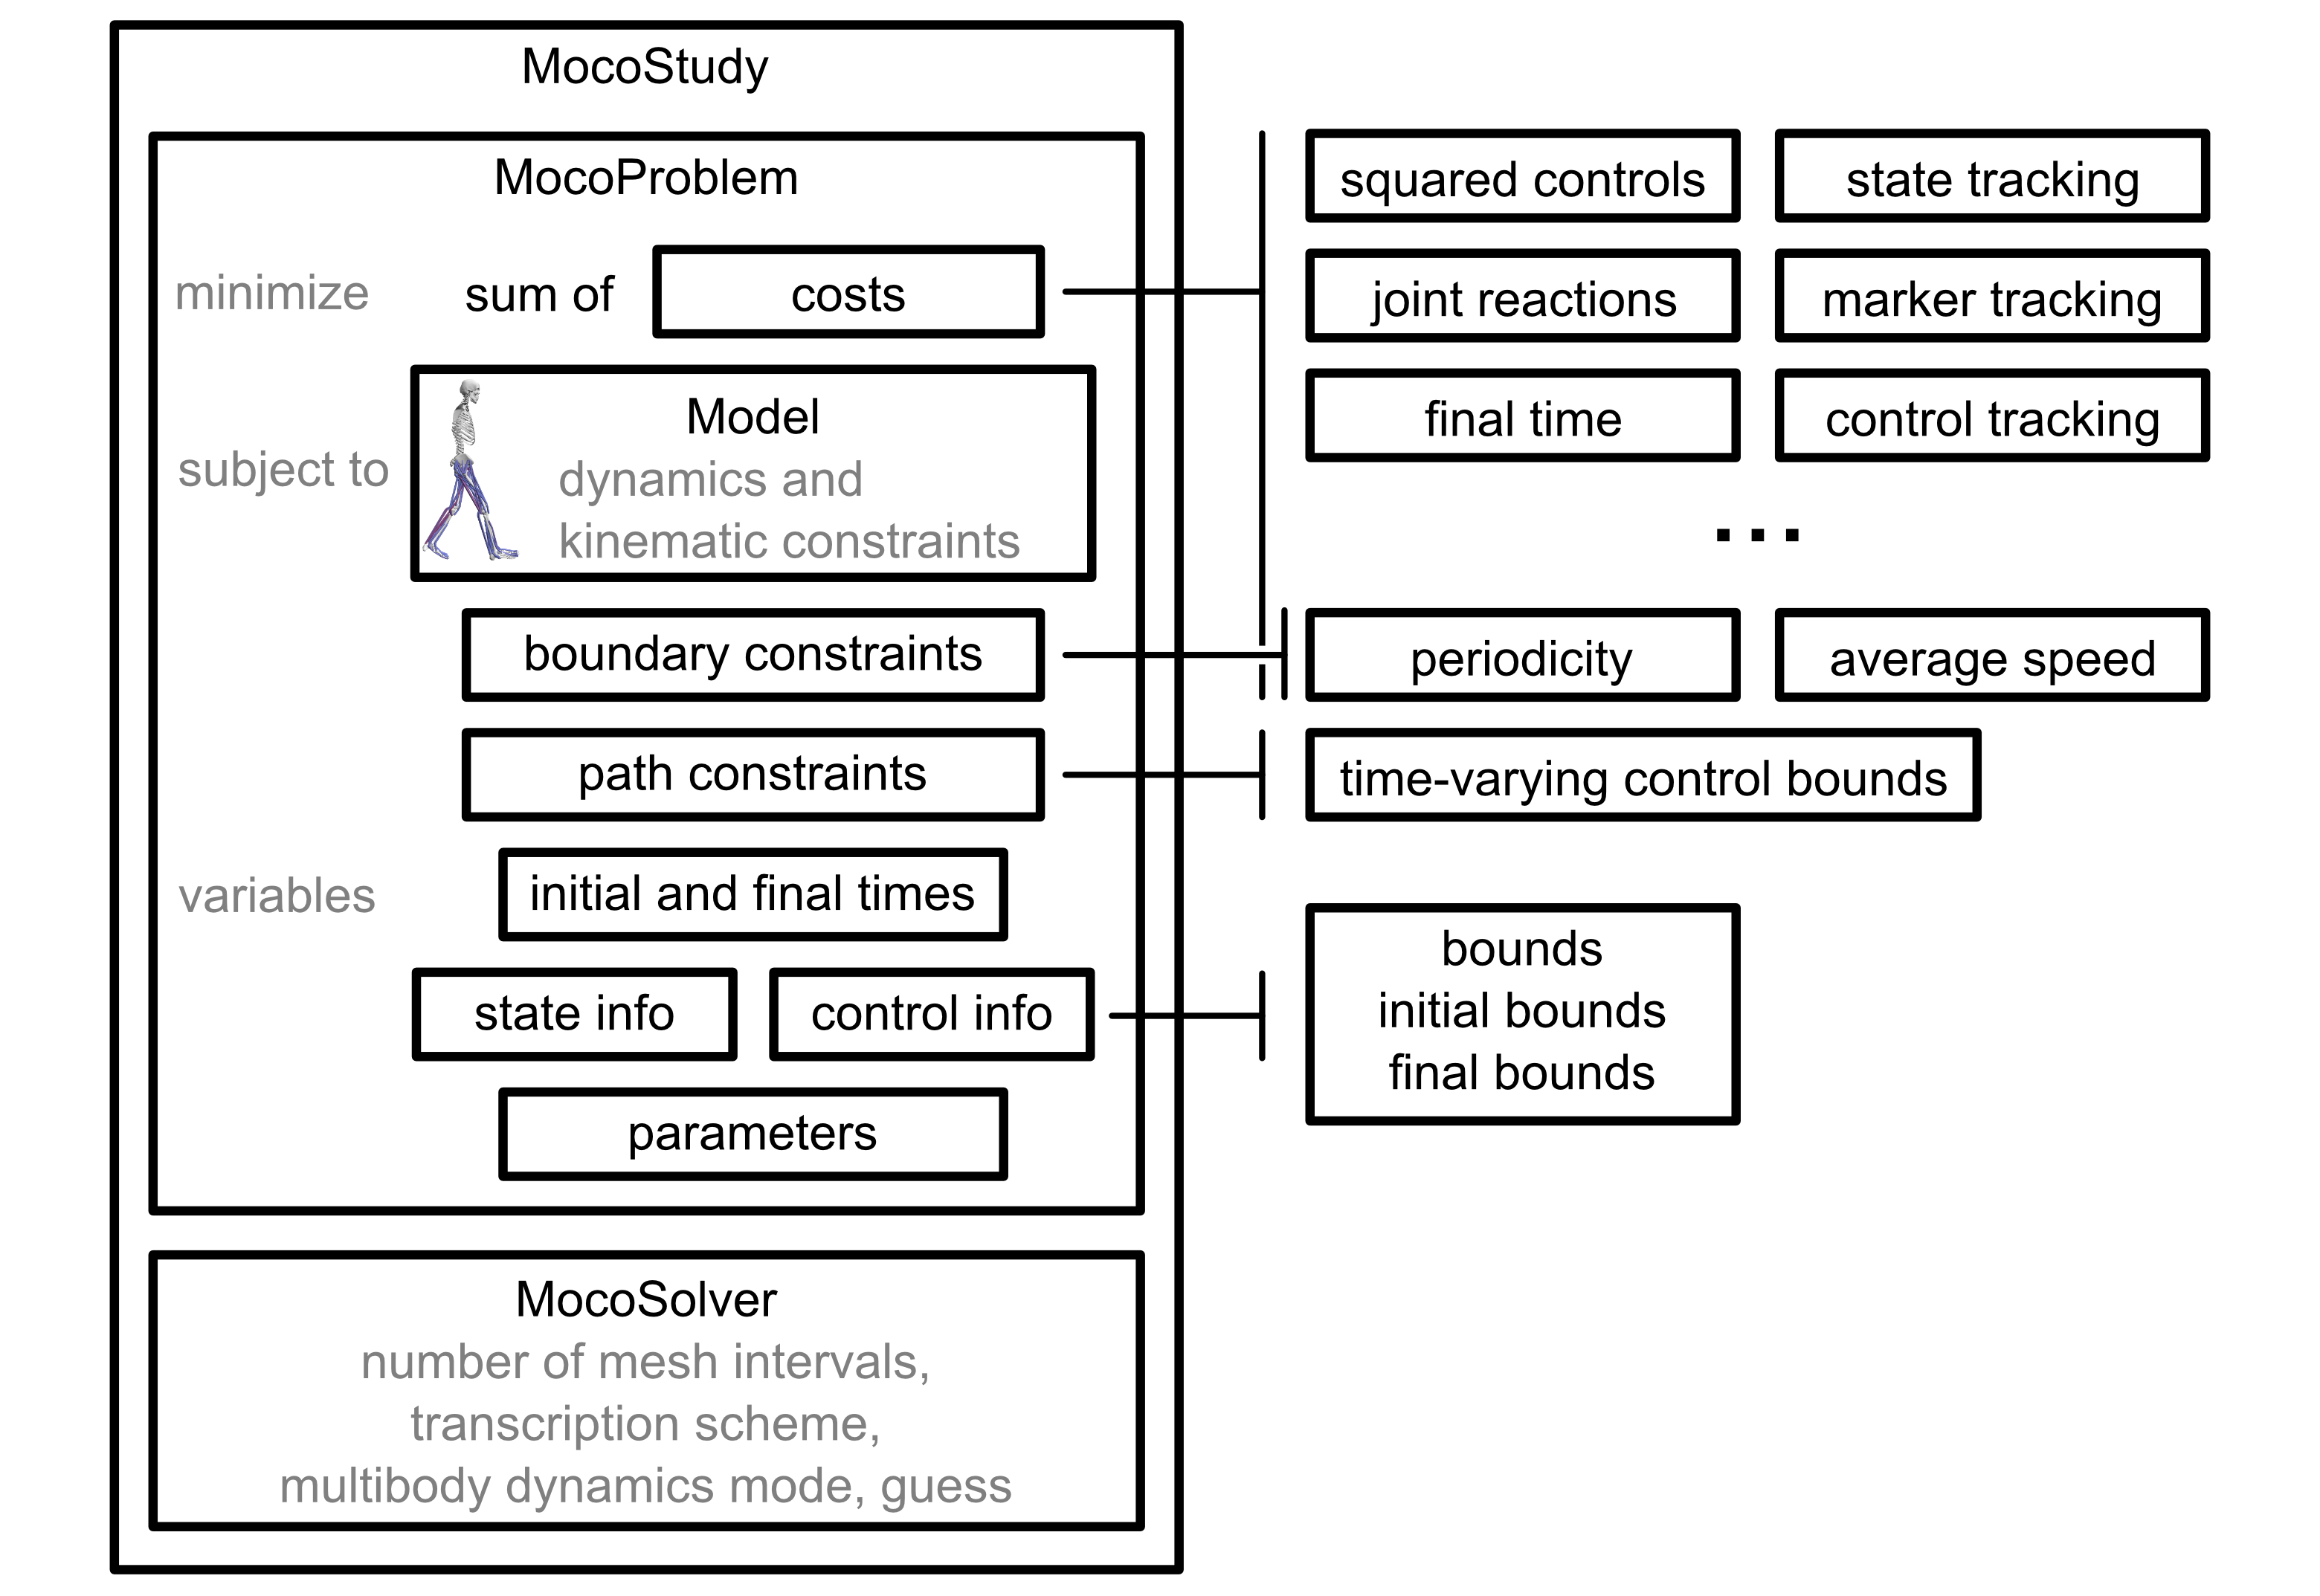 MocoStudy
MocoProblem
minimize
sum of
costs
subject to
Model
dynamics and
kinematic constraints
boundary constraints
path constraints
variables
initial and final times
state info
control info
parameters
MocoSolver
number of mesh intervals,
transcription scheme,
multibody dynamics mode, guess
squared controls
state tracking
joint reactions
marker tracking
final time
control tracking
...
periodicity
average speed
time-varying control bounds
bounds
initial bounds
final bounds